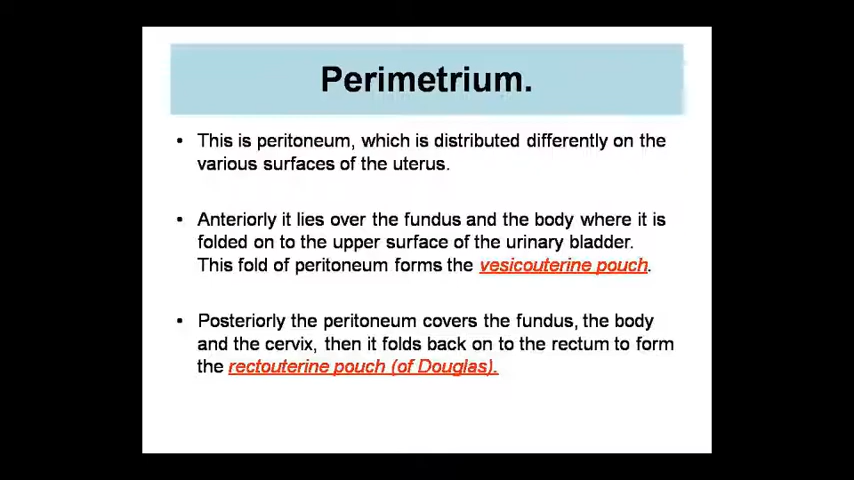 Perimetrium.
• This is peritoneum, which is distributed differently on the
various surfaces of the uterus.
• Anteriorly it lies over the fundus and the body where it is
folded on to the upper surface of the urinary bladder.
This fold of peritoneum forms the vesicouterine pouch.
• Posteriorly the peritoneum covers the fundus, the body
and the cervix, then it folds back on to the rectum to form
the rectouterine pouch (of Douglas).